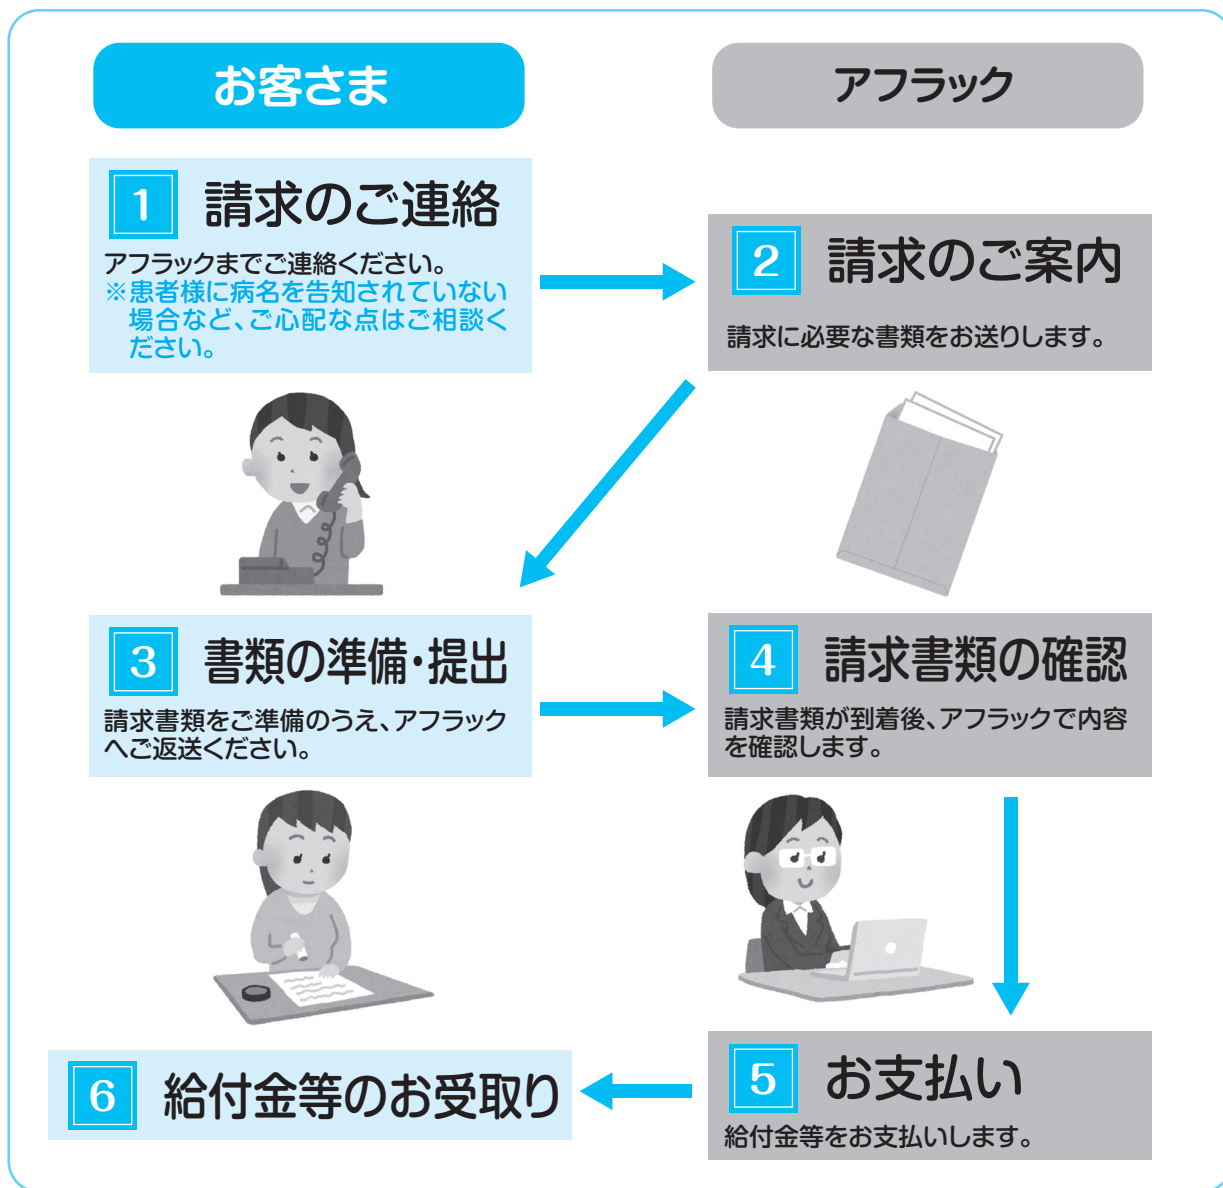 お客さま
アフラック
1 請求のご連絡
アフラックまでご連絡ください。
※患者様に病名を告知されていない
場合など、ご心配な点はご相談く
ださい。
2 請求のご案内
請求に必要な書類をお送りします。
3 書類の準備・提出
請求書類をご準備のうえ、アフラック
へご返送ください。
4 請求書類の確認
請求書類が到着後、アフラックで内容
を確認します。
5 お支払い
給付金等をお支払いします。
6 給付金等のお受取り